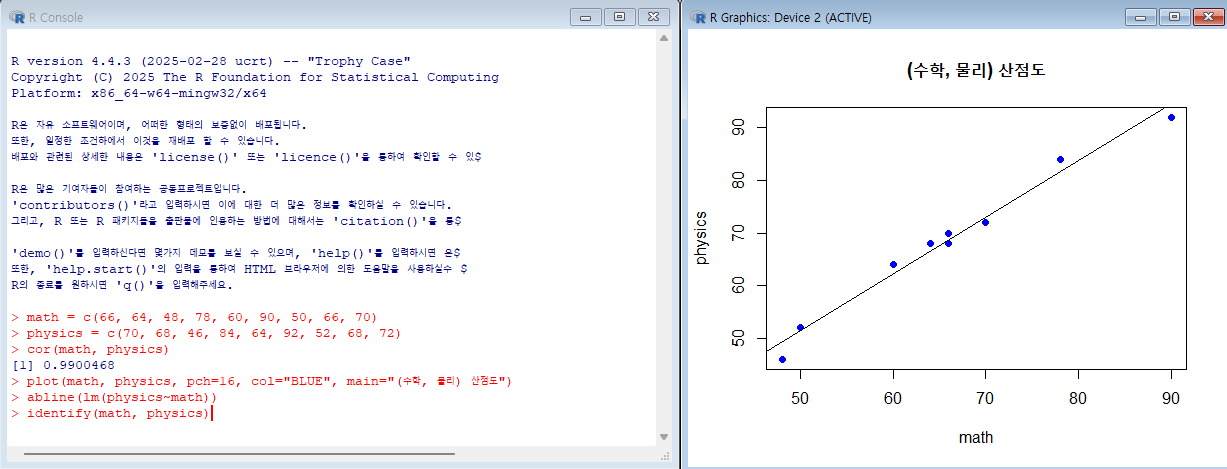 R Console
R version 4.4.3 (2025-02-28 ucrt) -- "Trophy Case"
Copyright (C) 2025 The R Foundation for Statistical Computing
Platform: x86_64-w64-mingw32/x64
R은 자유 소프트웨어이며, 어떠한 형태의 보증없이 배포됩니다.
또한, 일정한 조건하에서 이것을 재배포 할 수 있습니다.
배포와 관련된 상세한 내용은 'license()' 또는 'licence()'을 통하여 확인할 수 있$
R은 많은 기여자들이 참여하는 공동프로젝트입니다.
'contributors()'라고 입력하시면 이에 대한 더 많은 정보를 확인하실 수 있습니다.
그리고, R 또는 R 패키지들을 출판물에 인용하는 방법에 대해서는 'citation()'을 통$
'demo()'를 입력하신다면 몇가지 데모를 보실 수 있으며, 'help()'를 입력하시면 온$
또한, 'help.start()'의 입력을 통하여 HTML 브라우저에 의한 도움말을 사용하실수 $
R의 종료를 원하시면 'q()'을 입력해주세요.
> math = c(66, 64, 48, 78, 60, 90, 50, 66, 70)
> physics = c(70, 68, 46, 84, 64, 92, 52, 68, 72)
> cor(math, physics)
[1] 0.9900468
> plot(math, physics, pch=16, col="BLUE", main="(수학, 물리) 산점도")
> abline(lm(physics~math))
> identify(math, physics)
R Graphics: Device 2 (ACTIVE)
(수학, 물리) 산점도
90
80
70
60
50
physics
50 60 70 80 90
math